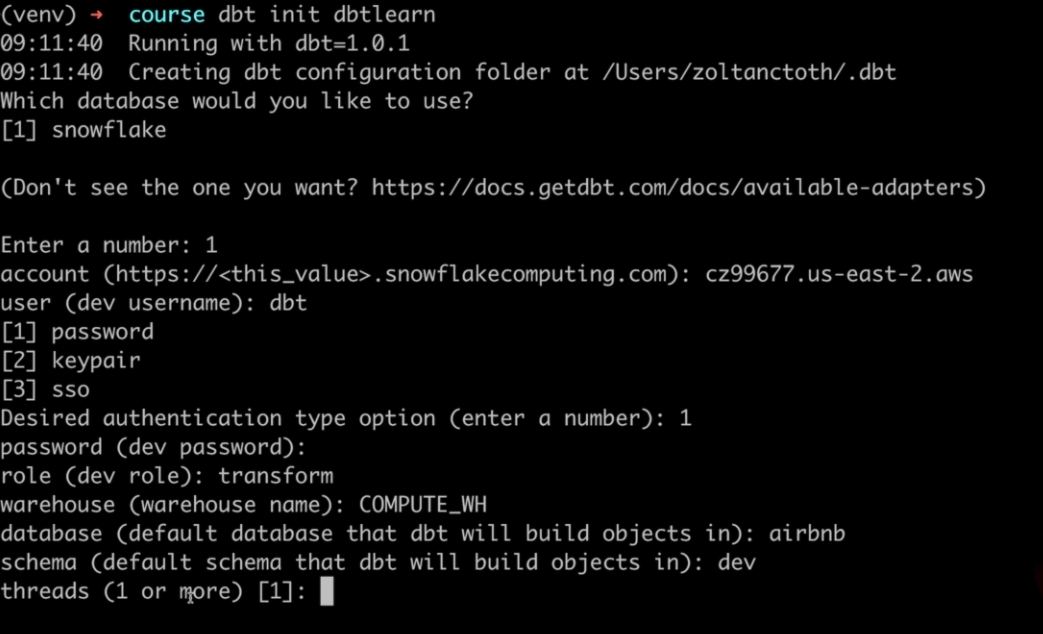 (venv) → course dbt init dbtlearn
09:11:40 Running with dbt=1.0.1
09:11:40 Creating dbt configuration folder at /Users/zoltanctoth/.dbt
Which database would you like to use?
[1] snowflake
(Don't see the one you want? https://docs.getdbt.com/docs/available-adapters)
Enter a number: 1
account (https://<this_value>.snowflakecomputing.com): cz99677.us-east-2.aws
user (dev username): dbt
[1] password
[2] keypair
[3] sso
Desired authentication type option (enter a number): 1
password (dev password):
role (dev role): transform
warehouse (warehouse name): COMPUTE_WH
database (default database that dbt will build objects in): airbnb
schema (default schema that dbt will build objects in): dev
threads (1 or more) [1]: